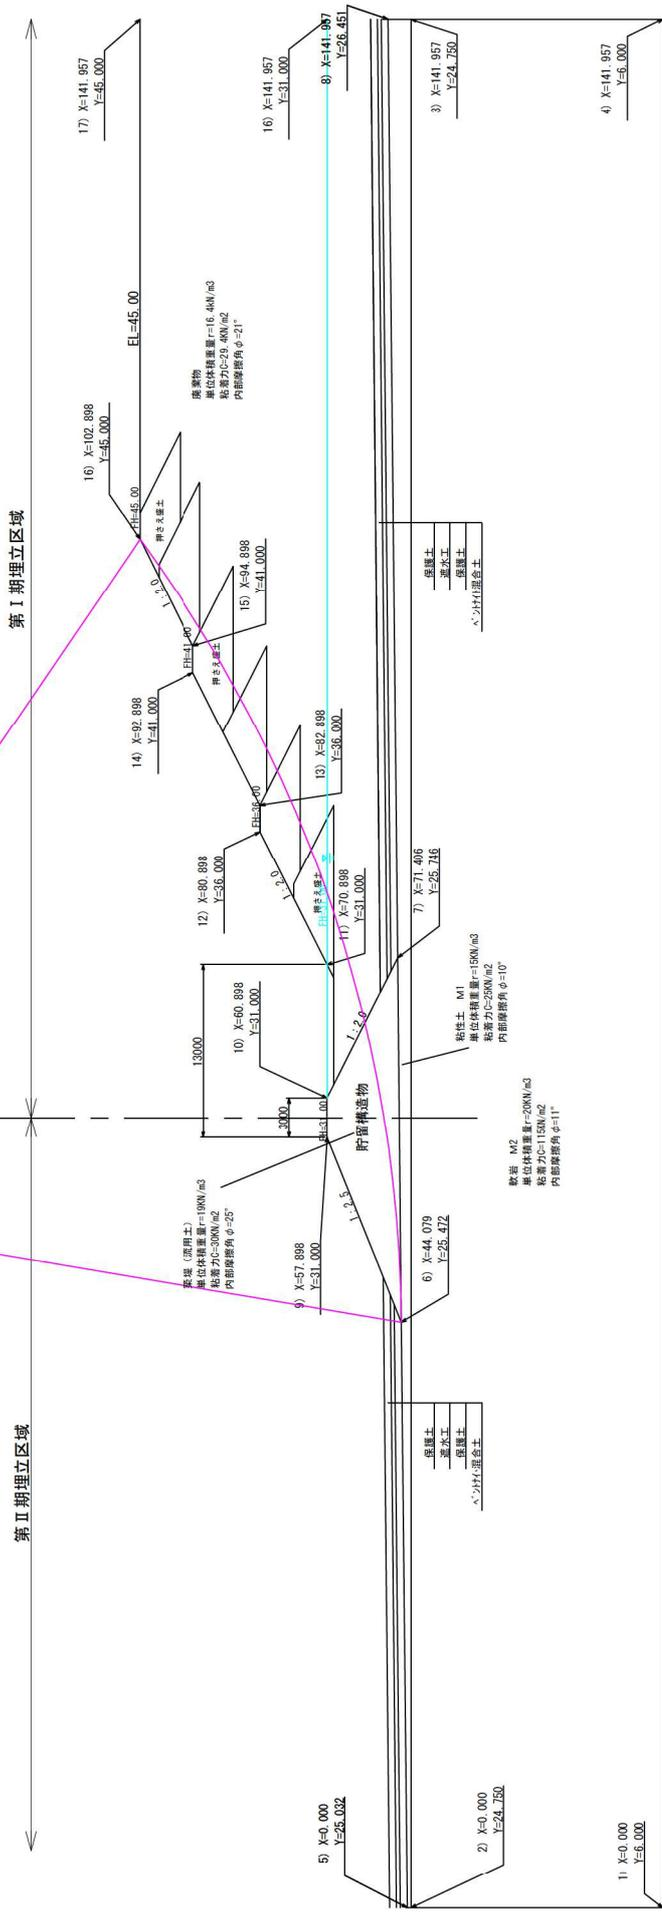 第Ⅱ期埋立区域
第Ⅰ期埋立区域
17) X=141.957
Y=45.000
EL=45.00
16) X=102.898
Y=45.000
FH=45.00
押さえ盛土
1:2.0
廃棄物
単位体積重量r=16.4kN/m3
粘着力C=29.4KN/m2
内部摩擦角φ=21°
15) X=94.898
Y=41.000
FH=41.00
押さえ盛土
14) X=92.898
Y=41.000
16) X=141.957
Y=31.000
8) X=141.957
Y=26.451
3) X=141.957
Y=24.750
4) X=141.957
Y=6.000
13) X=82.898
Y=36.000
FH=36.00
12) X=80.898
Y=36.000
1:2.0
押さえ盛土
11) X=70.898
Y=31.000
13000
3000
10) X=60.898
Y=31.000
FH=31.00
貯留構造物
1:2.0
7) X=71.406
Y=25.746
保護土
遮水工
保護土
ベントナイト混合土
粘性土 M1
単位体積重量r=15KN/m3
粘着力C=25KN/m2
内部摩擦角φ=10°
軟岩 M2
単位体積重量r=20KN/m3
粘着力C=115KN/m2
内部摩擦角φ=11°
築堤(流用土)
単位体積重量r=19KN/m3
粘着力C=30KN/m2
内部摩擦角φ=25°
9) X=57.898
Y=31.000
1:2.5
6) X=44.079
Y=25.472
保護土
遮水工
保護土
ベントナイト混合土
5) X=0.000
Y=25.032
2) X=0.000
Y=24.750
1) X=0.000
Y=6.000